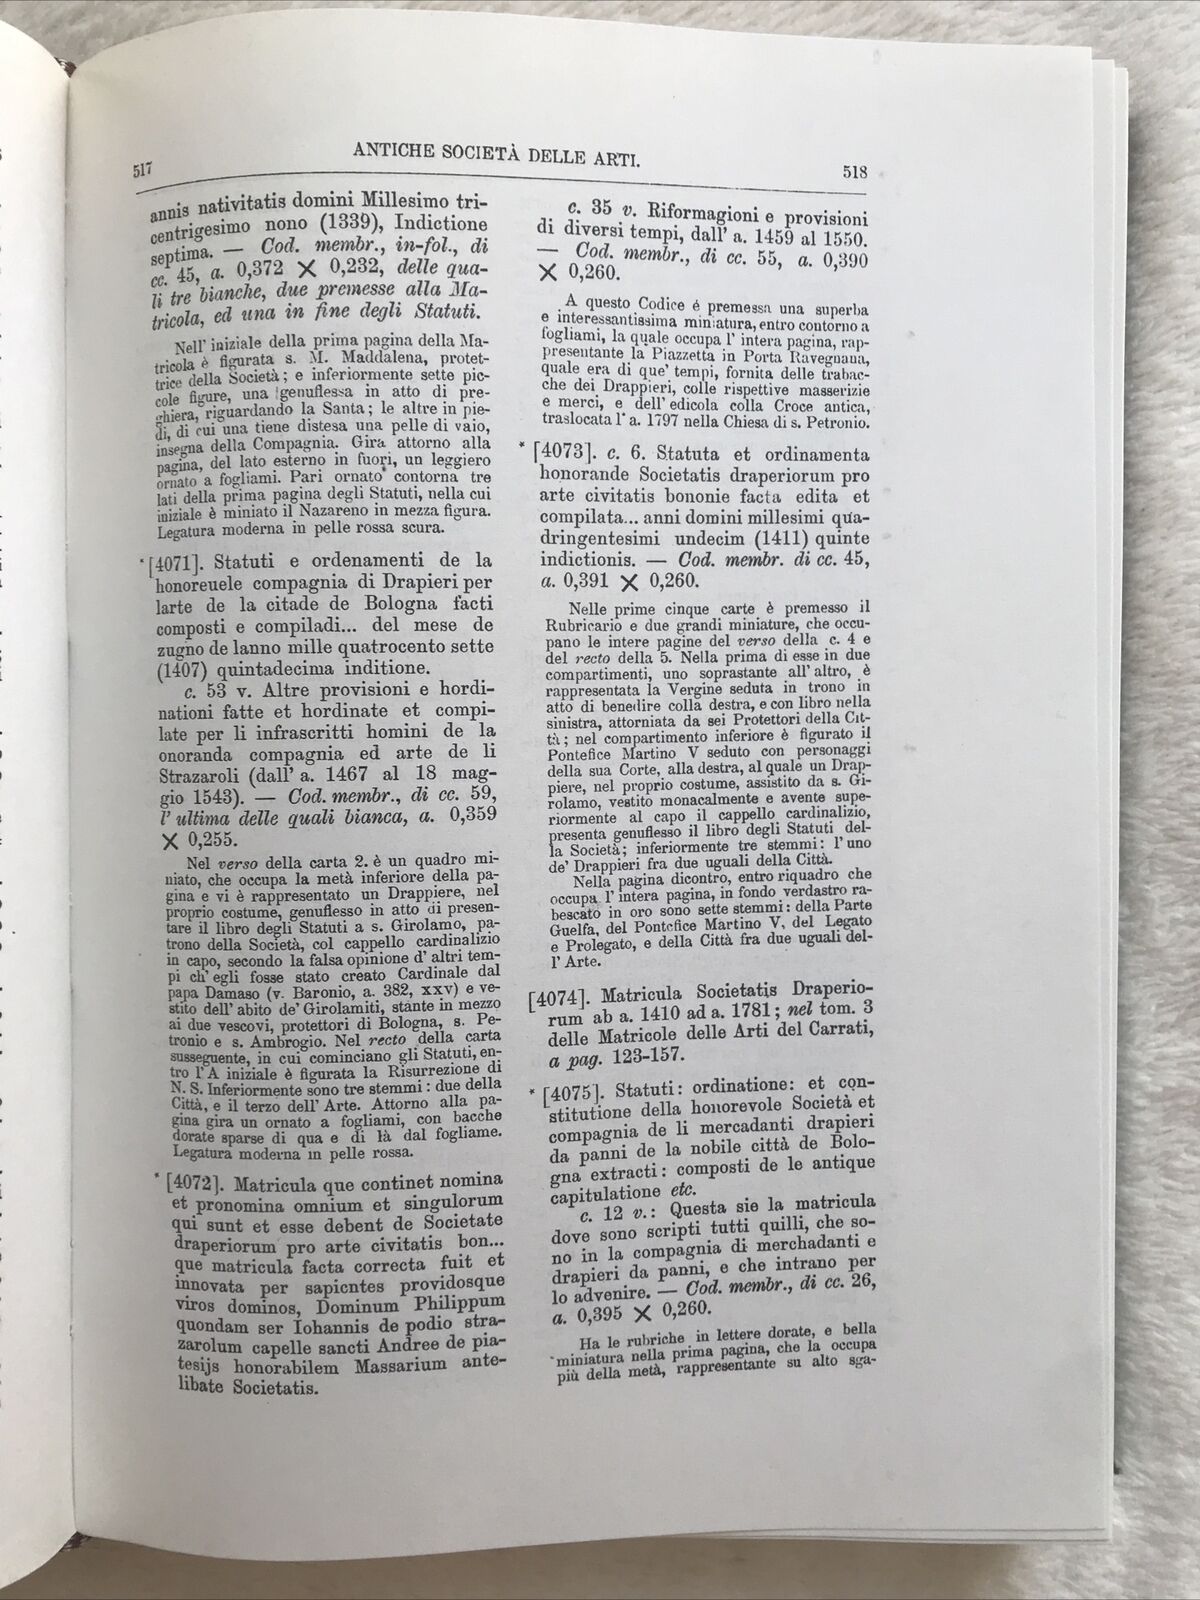 517
ANTICHE SOCIETÀ DELLE ARTI.
518
annis nativitatis domini Millesimo tri-
centrigesimo nono (1339), Indictione
septima. — Cod. membr., in-fol., di
cc. 45, a. 0,372 ✕ 0,232, delle qua-
li tre bianche, due premesse alla Ma-
tricola, ed una in fine degli Statuti.
Nell' iniziale della prima pagina della Ma-
tricola è figurata s. M. Maddalena, protet-
trice della Società; e inferiormente sette pic-
cole figure, una genuflessa in atto di pre-
ghiera, riguardando la Santa; le altre in pie-
di, di cui una tiene distesa una pelle di vaio,
insegna della Compagnia. Gira attorno alla
pagina, del lato esterno in fuori, un leggiero
ornato a fogliami. Pari ornato contorna tre
lati della prima pagina degli Statuti, nella cui
iniziale è miniato il Nazareno in mezza figura.
Legatura moderna in pelle rossa scura.
* [4071]. Statuti e ordenamenti de la
honoreuele compagnia di Drapieri per
larte de la citade de Bologna facti
composti e compiladi... del mese de
zugno de lanno mille quatrocento sette
(1407) quintadecima inditione.
c. 53 v. Altre provisioni e hordi-
nationi fatte et hordinate et compi-
late per li infrascritti homini de la
onoranda compagnia ed arte de li
Strazaroli (dall' a. 1467 al 18 mag-
gio 1543). — Cod. membr., di cc. 59,
l' ultima delle quali bianca, a. 0,359
✕ 0,255.
Nel verso della carta 2. è un quadro mi-
niato, che occupa la metà inferiore della pa-
gina e vi è rappresentato un Drappiere, nel
proprio costume, genuflesso in atto di presen-
tare il libro degli Statuti a s. Girolamo, pa-
trono della Società, col cappello cardinalizio
in capo, secondo la falsa opinione d' altri tem-
pi ch' egli fosse stato creato Cardinale dal
papa Damaso (v. Baronio, a. 382, XXV) e ve-
stito dell' abito de' Girolamiti, stante in mezzo
ai due vescovi, protettori di Bologna, s. Pe-
tronio e s. Ambrogio. Nel recto della carta
susseguente, in cui cominciano gli Statuti, en-
tro l'A iniziale è figurata la Risurrezione di
N. S. Inferiormente sono tre stemmi: due della
Città, e il terzo dell' Arte. Attorno alla pa-
gina gira un ornato a fogliami, con bacche
dorate sparse di qua e di là dal fogliame.
Legatura moderna in pelle rossa.
* [4072]. Matricula que continet nomina
et pronomina omnium et singulorum
qui sunt et esse debent de Societate
draperiorum pro arte civitatis bon...
que matricula facta correcta fuit et
innovata per sapientes providosque
viros dominos, Dominum Philippum
quondam ser Iohannis de podio stra-
zarolum capelle sancti Andree de pia-
tesijs honorabilem Massarium ante-
libate Societatis.
c. 35 v. Riformagioni e provisioni
di diversi tempi, dall' a. 1459 al 1550.
— Cod. membr., di cc. 55, a. 0,390
✕ 0,260.
A questo Codice é premessa una superba
e interessantissima miniatura, entro contorno a
fogliami, la quale occupa l' intera pagina, rap-
presentante la Piazzetta in Porta Ravegnana,
quale era di que' tempi, fornita delle trabac-
che dei Drappieri, colle rispettive masserizie
e merci, e dell' edicola colla Croce antica,
traslocata l' a. 1797 nella Chiesa di s. Petronio.
* [4073]. c. 6. Statuta et ordinamenta
honorande Societatis draperiorum pro
arte civitatis bononie facta edita et
compilata... anni domini millesimi qua-
dringentesimi undecim (1411) quinte
indictionis. — Cod. membr. di cc. 45,
a. 0,391 ✕ 0,260.
Nelle prime cinque carte è premesso il
Rubricario e due grandi miniature, che occu-
pano le intere pagine del verso della c. 4 e
del recto della 5. Nella prima di esse in due
compartimenti, uno soprastante all' altro, è
rappresentata la Vergine seduta in trono in
atto di benedire colla destra, e con libro nella
sinistra, attorniata da sei Protettori della Cit-
tà; nel compartimento inferiore è figurato il
Pontefice Martino V seduto con personaggi
della sua Corte, alla destra, al quale un Drap-
piere, nel proprio costume, assistito da s. Gi-
rolamo, vestito monacalmente e avente supe-
riormente al capo il cappello cardinalizio,
presenta genuflesso il libro degli Statuti del-
la Società; inferiormente tre stemmi: l' uno
de' Drappieri fra due uguali della Città.
Nella pagina dicontro, entro riquadro che
occupa l' intera pagina, in fondo verdastro ra-
bescato in oro sono sette stemmi: della Parte
Guelfa, del Pontefice Martino V, del Legato
e Prolegato, e della Città fra due uguali del-
l' Arte.
[4074]. Matricula Societatis Draperio-
rum ab a. 1410 ad a. 1781; nel tom. 3
delle Matricole delle Arti del Carrati,
a pag. 123-157.
* [4075]. Statuti: ordinatione: et con-
stitutione della honorevole Società et
compagnia de li mercadanti drapieri
da panni de la nobile città de Bolo-
gna extracti: composti de le antique
capitulatione etc.
c. 12 v.: Questa sie la matricula
dove sono scripti tutti quilli, che so-
no in la compagnia di merchadanti e
drapieri da panni, e che intrano per
lo advenire. — Cod. membr., di cc. 26,
a. 0,395 ✕ 0,260.
Ha le rubriche in lettere dorate, e bella
miniatura nella prima pagina, che la occupa
più della metà, rappresentante su alto sga-